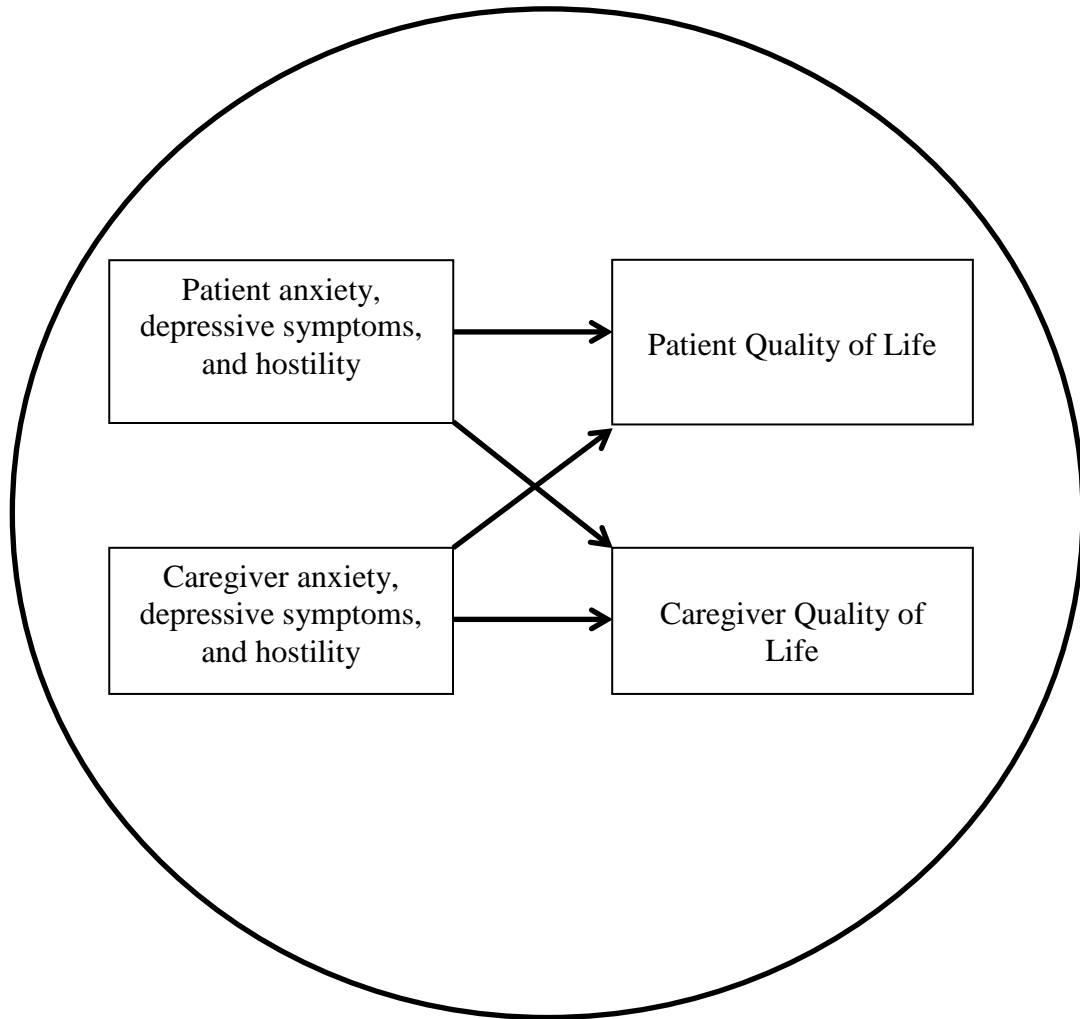 Patient anxiety,
depressive symptoms,
and hostility
Patient Quality of Life
Caregiver anxiety,
depressive symptoms,
and hostility
Caregiver Quality of
Life